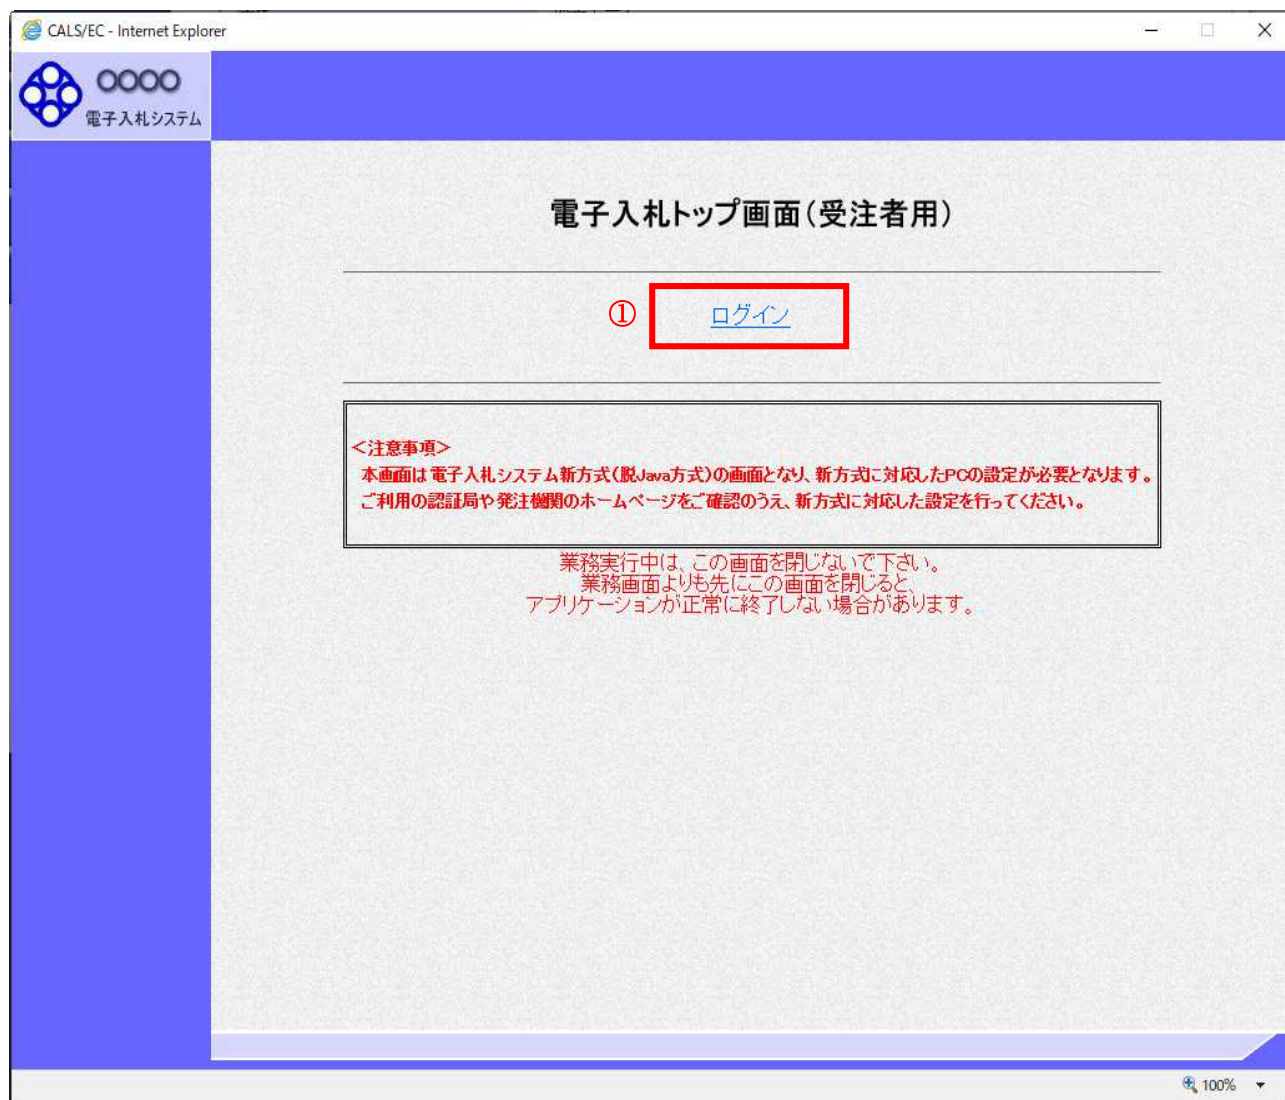 CALS/EC - Internet Explorer
〇〇〇〇
電子入札システム
電子入札トップ画面(受注者用)
① ログイン
<注意事項>
本画面は電子入札システム新方式(脱Java方式)の画面となり、新方式に対応したPCの設定が必要となります。
ご利用の認証局や発注機関のホームページをご確認のうえ、新方式に対応した設定を行ってください。
業務実行中は、この画面を閉じないで下さい。
業務画面よりも先にこの画面を閉じると、
アプリケーションが正常に終了しない場合があります。
100%